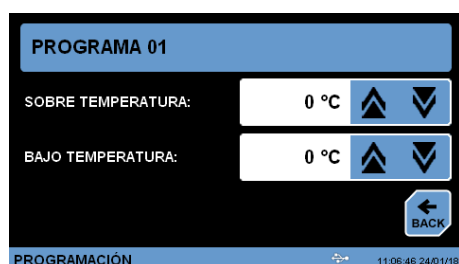 PROGRAMA 01
SOBRE TEMPERATURA: 0 °C
BAJO TEMPERATURA: 0 °C
BACK
PROGRAMACIÓN 11:06:46 24/01/18